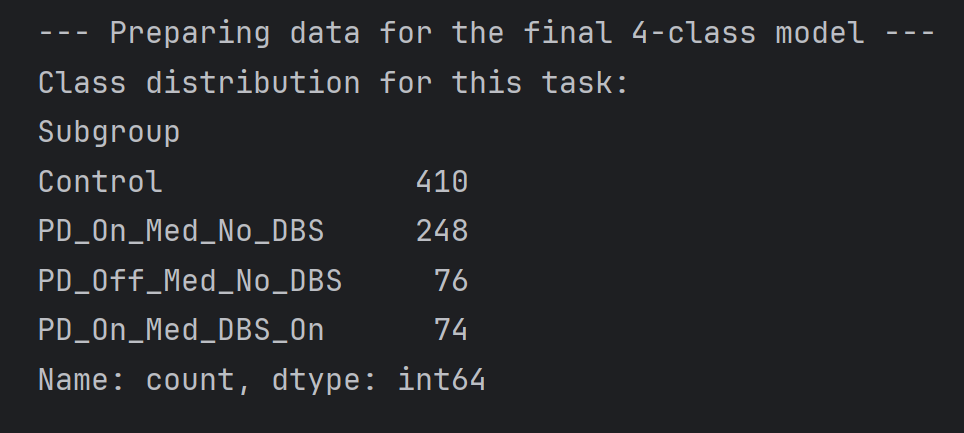 --- Preparing data for the final 4-class model ---
Class distribution for this task:
Subgroup
Control              410
PD_On_Med_No_DBS     248
PD_Off_Med_No_DBS     76
PD_On_Med_DBS_On      74
Name: count, dtype: int64